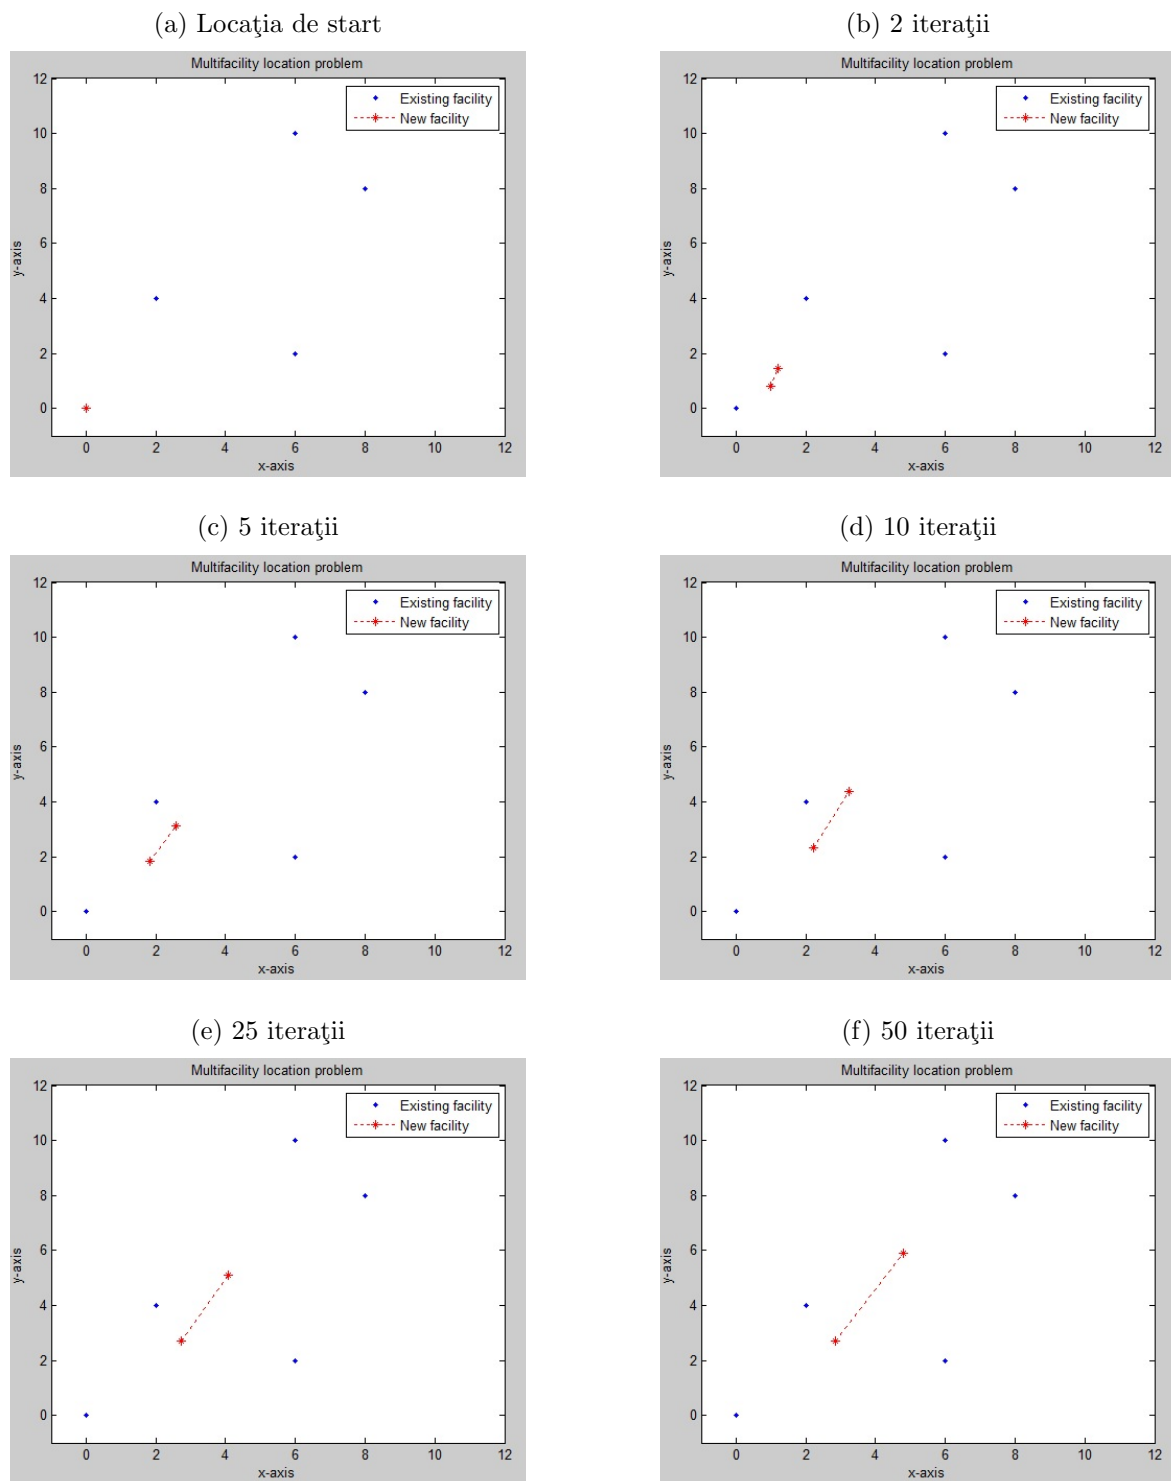 (a) Locaţia de start
Multifacility location problem
12
10
8
6
4
2
0
y-axis
Existing facility
New facility
0 2 4 6 8 10 12
x-axis
(b) 2 iteraţii
Multifacility location problem
12
10
8
6
4
2
0
y-axis
Existing facility
New facility
0 2 4 6 8 10 12
x-axis
(c) 5 iteraţii
Multifacility location problem
12
10
8
6
4
2
0
y-axis
Existing facility
New facility
0 2 4 6 8 10 12
x-axis
(d) 10 iteraţii
Multifacility location problem
12
10
8
6
4
2
0
y-axis
Existing facility
New facility
0 2 4 6 8 10 12
x-axis
(e) 25 iteraţii
Multifacility location problem
12
10
8
6
4
2
0
y-axis
Existing facility
New facility
0 2 4 6 8 10 12
x-axis
(f) 50 iteraţii
Multifacility location problem
12
10
8
6
4
2
0
y-axis
Existing facility
New facility
0 2 4 6 8 10 12
x-axis